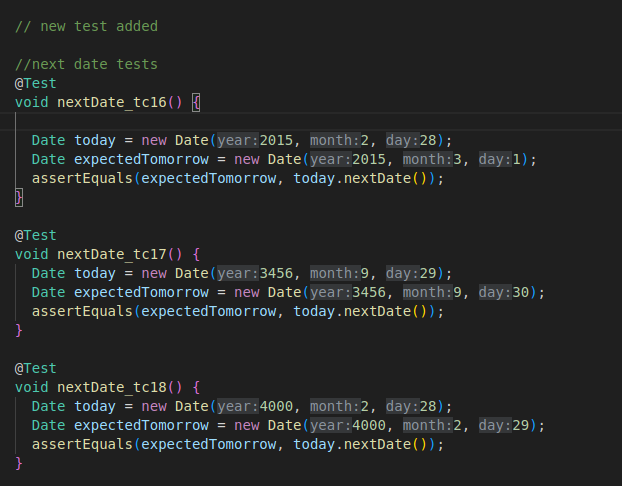 // new test added
//next date tests
@Test
void nextDate_tc16() {
Date today = new Date(year:2015, month:2, day:28);
Date expectedTomorrow = new Date(year:2015, month:3, day:1);
assertEquals(expectedTomorrow, today.nextDate());
}
@Test
void nextDate_tc17() {
Date today = new Date(year:3456, month:9, day:29);
Date expectedTomorrow = new Date(year:3456, month:9, day:30);
assertEquals(expectedTomorrow, today.nextDate());
}
@Test
void nextDate_tc18() {
Date today = new Date(year:4000, month:2, day:28);
Date expectedTomorrow = new Date(year:4000, month:2, day:29);
assertEquals(expectedTomorrow, today.nextDate());
}